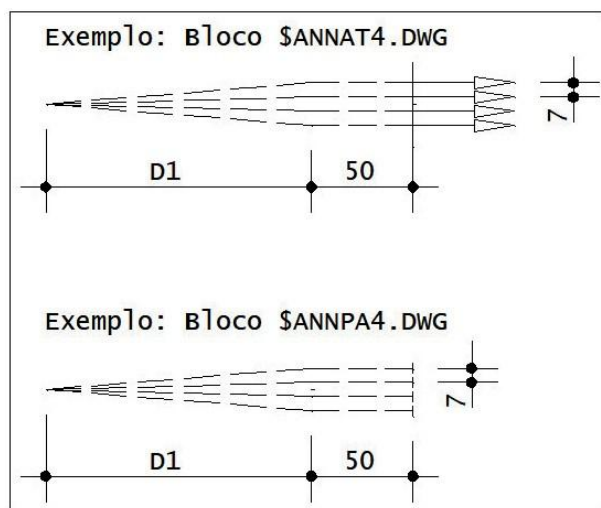 Exemplo: Bloco $ANNAT4.DWG
7
D1 50
Exemplo: Bloco $ANNPA4.DWG
7
D1 50